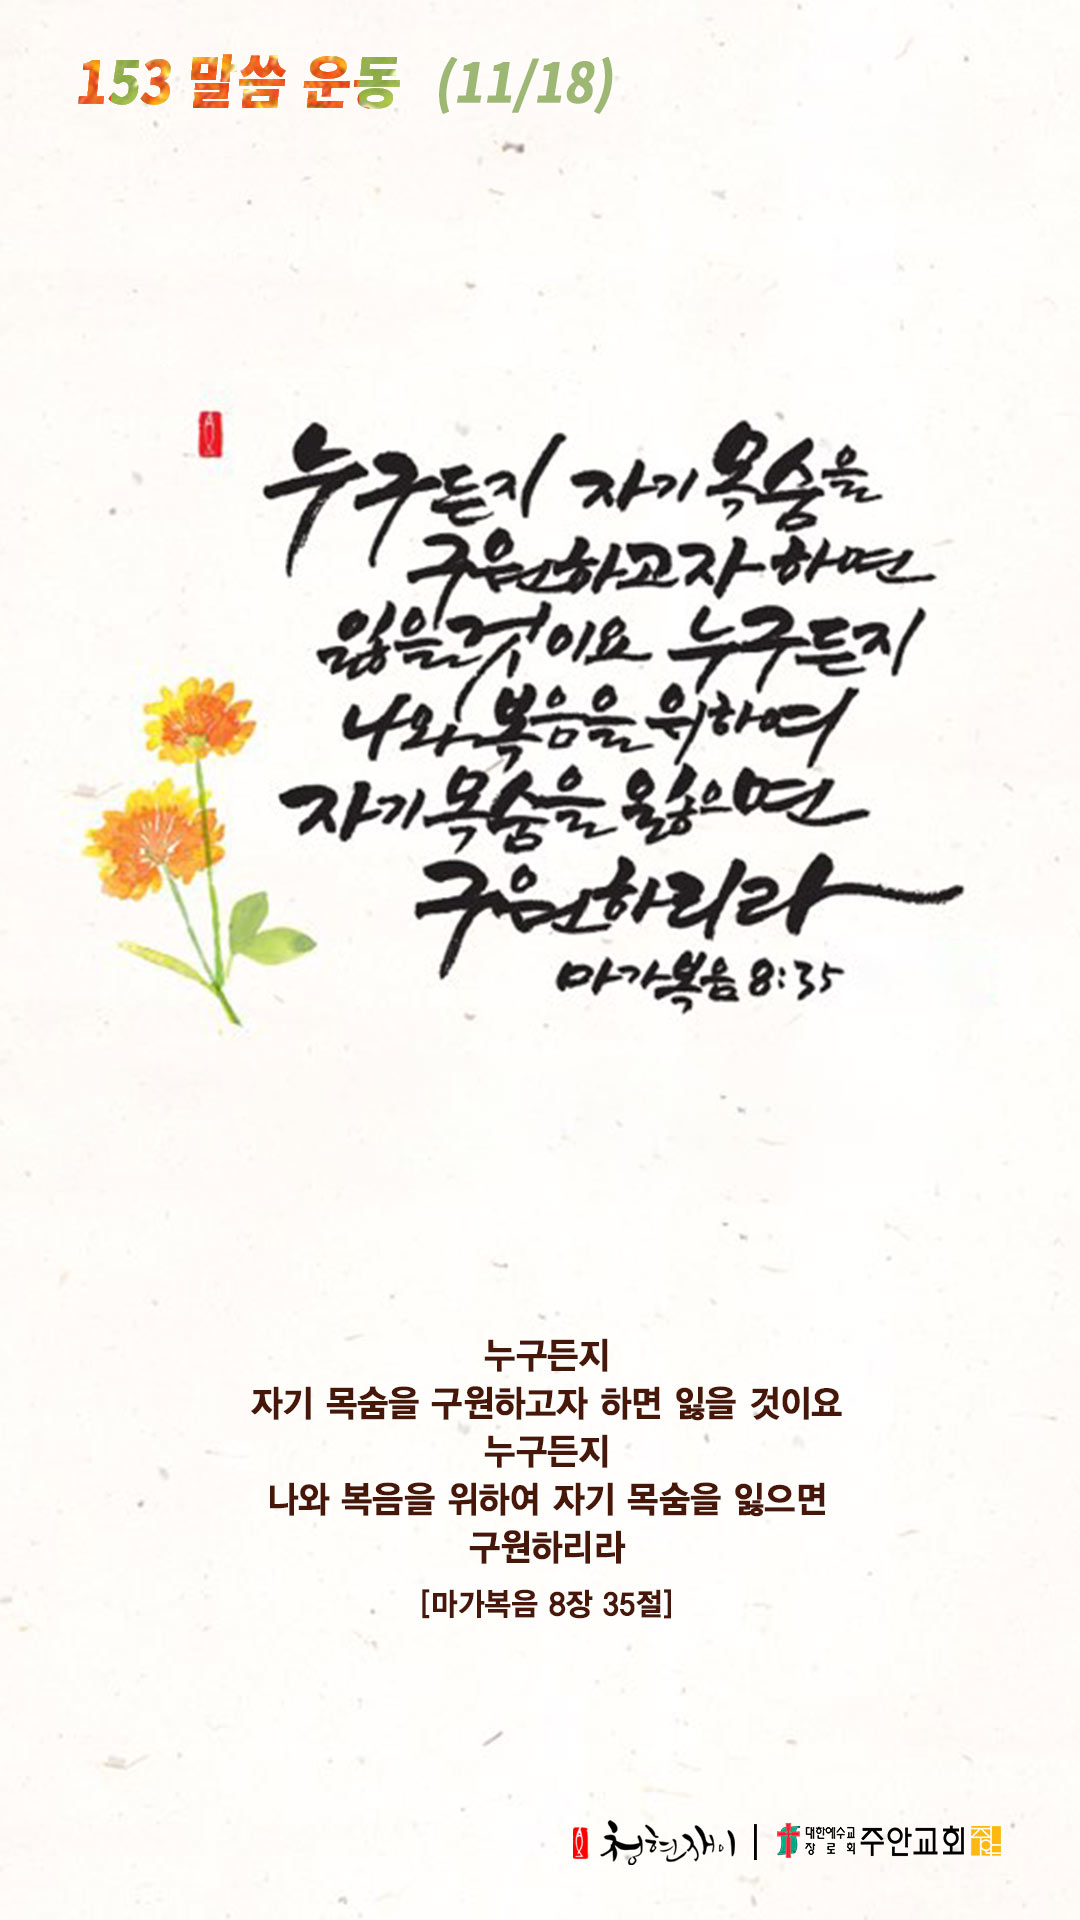 153 말씀 운동 (11/18)
누구든지 자기 목숨을
구원하고자 하면
잃을것이요 누구든지
나와 복음을 위하여
자기 목숨을 잃으면
구원하리라
마가복음 8:35
누구든지
자기 목숨을 구원하고자 하면 잃을 것이요
누구든지
나와 복음을 위하여 자기 목숨을 잃으면
구원하리라
[마가복음 8장 35절]
청현재이 | 대한예수교
장로회 주안교회 주안